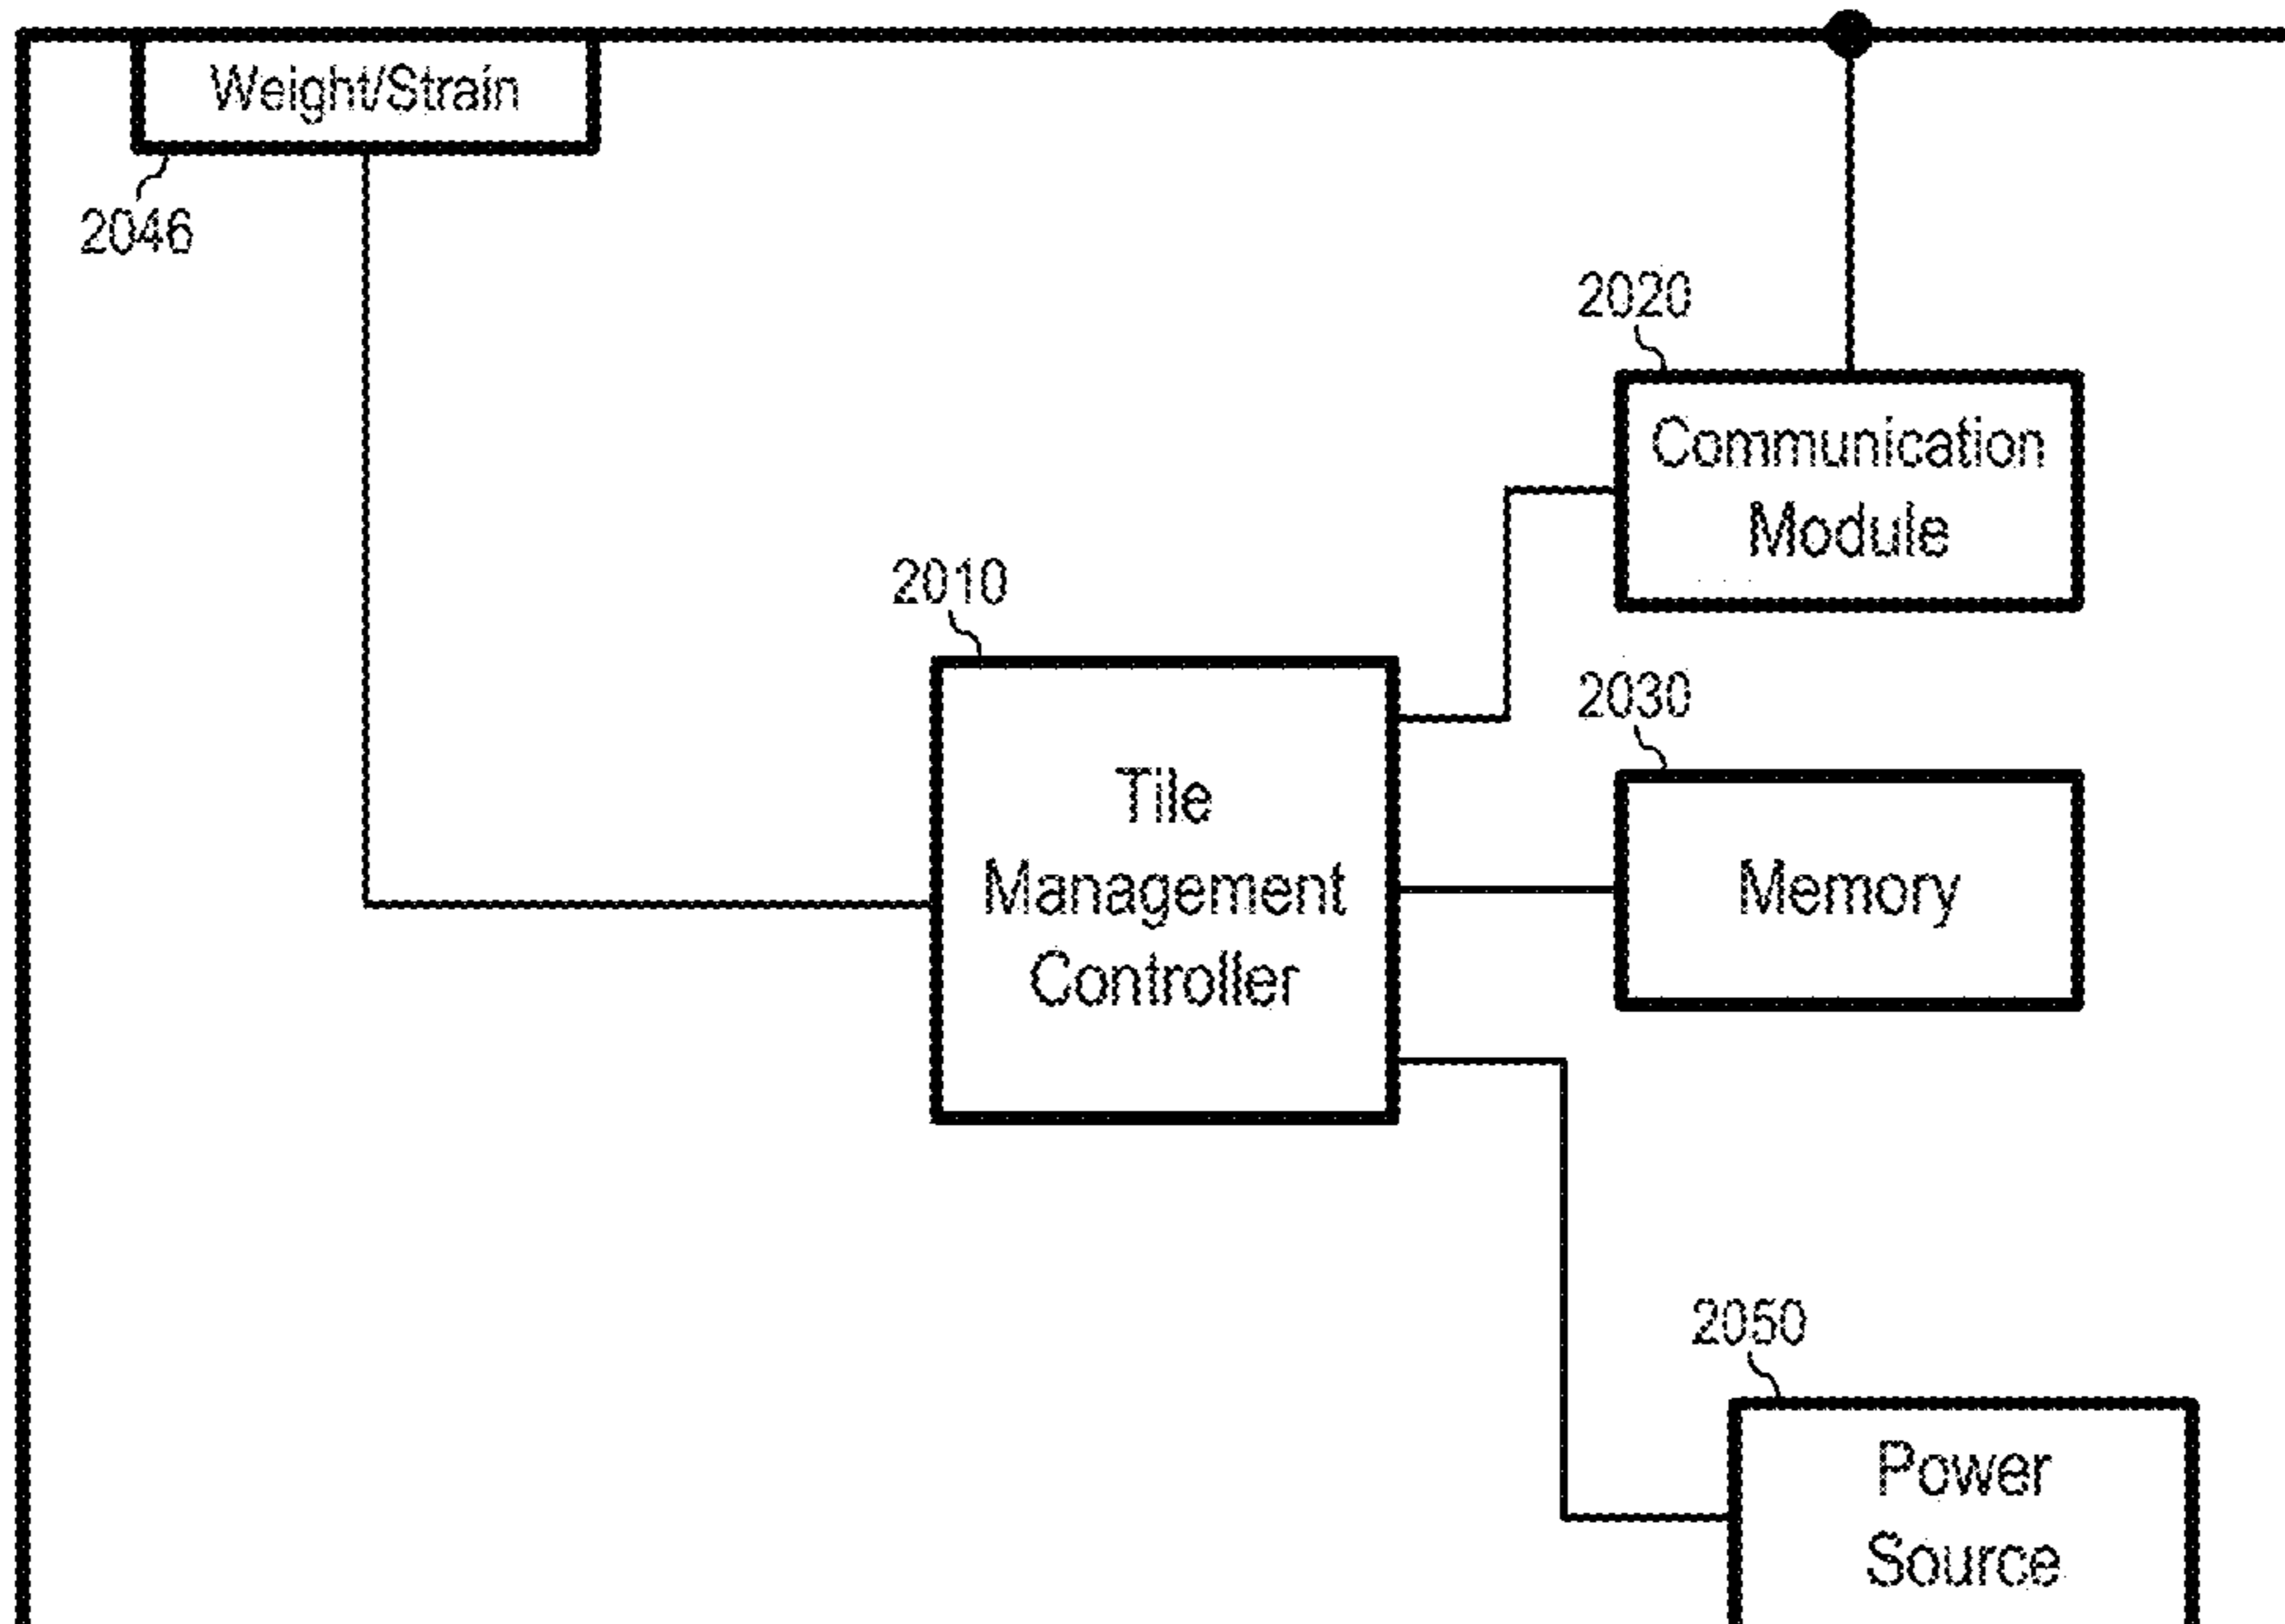 Weight/Strain
2046
2020
Communication
Module
2010
2030
Tile
Management
Controller
Memory
2050
Power
Source